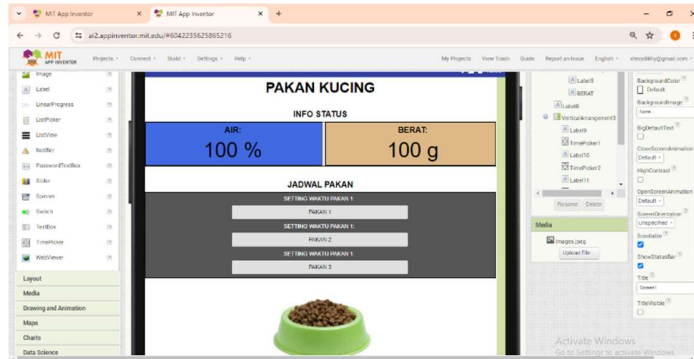 MIT App Inventor
MIT App Inventor
ai2.appinventor.mit.edu/#6042235625865216
MIT
APP INVENTOR
Projects
Connect
Build
Settings
Help
My Projects
View Trash
Guide
Report an Issue
English
Image
Label
LinearProgress
ListPicker
ListView
Notifier
PasswordTextBox
Slider
Spinner
Switch
TextBox
TimePicker
WebViewer
Layout
Media
Drawing and Animation
Maps
Charts
Data Science
PAKAN KUCING
INFO STATUS
AIR:
100 %
BERAT:
100 g
JADWAL PAKAN
SETTING WAKTU PAKAN 1:
PAKAN 1
SETTING WAKTU PAKAN 1:
PAKAN 2
SETTING WAKTU PAKAN 1:
PAKAN 3
Label5
BERAT
Label8
VerticalArrangement3
Label9
TimePicker1
Label10
TimePicker2
Label11
Rename
Delete
Media
images.jpeg
Upload File ...
BackgroundColor
Default
BackgroundImage
None...
BigDefaultText
CloseScreenAnimation
Default
HighContrast
OpenScreenAnimation
Default
ScreenOrientation
Unspecified
Scrollable
ShowStatusBar
Title
Screen1
TitleVisible
Activate Windows
Go to Settings to activate Windows.